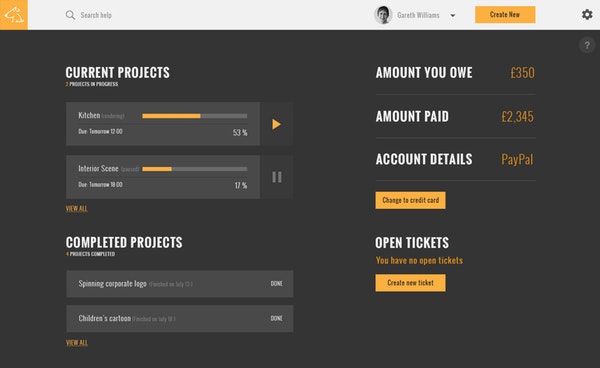 Search help
Gareth Williams
Create New
?
CURRENT PROJECTS
2 PROJECTS IN PROGRESS
Kitchen (rendering)
Due: Tomorrow 12:00
53 %
Interior Scene (paused)
Due: Tomorrow 18:00
17 %
VIEW ALL
COMPLETED PROJECTS
4 PROJECTS COMPLETED
Spinning corporate logo (Finished on July 13 )
DONE
Children's cartoon (Finished on July 18 )
DONE
VIEW ALL
AMOUNT YOU OWE £350
AMOUNT PAID £2,345
ACCOUNT DETAILS PayPal
Change to credit card
OPEN TICKETS
You have no open tickets
Create new ticket